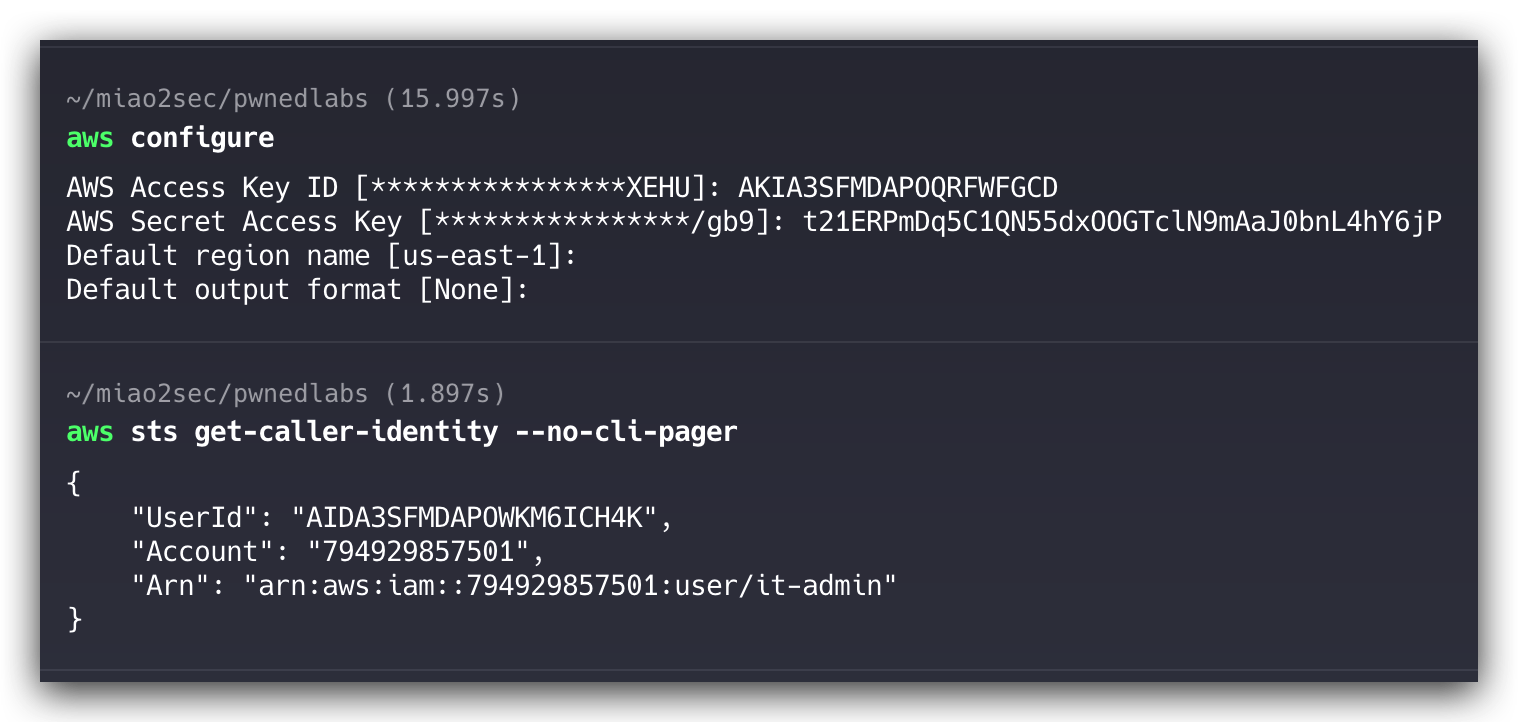 ~/miao2sec/pwnedlabs (15.997s)
aws configure
AWS Access Key ID [****************XEHU]: AKIA3SFMDAPOQRFWFGCD
AWS Secret Access Key [****************/gb9]: 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
Default region name [us-east-1]:
Default output format [None]:
~/miao2sec/pwnedlabs (1.897s)
aws sts get-caller-identity --no-cli-pager
{
    "UserId": "AIDA3SFMDAPOWKM6ICH4K",
    "Account": "794929857501",
    "Arn": "arn:aws:iam::794929857501:user/it-admin"
}